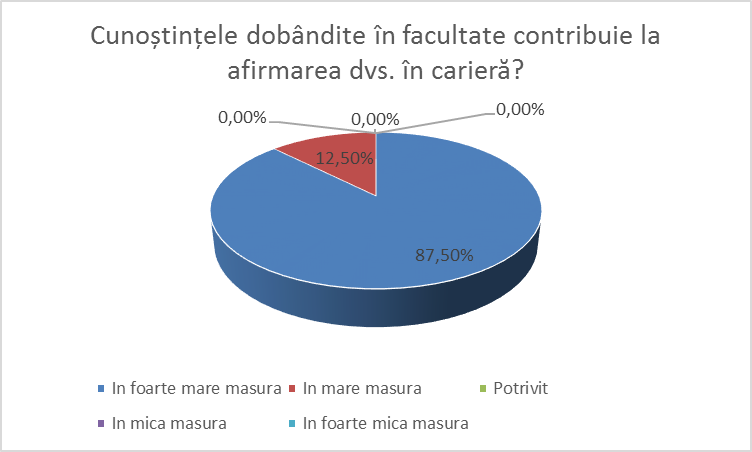 Cunoștințele dobândite în facultate contribuie la
afirmarea dvs. în carieră?
0,00%
0,00%
0,00%
12,50%
87,50%
In foarte mare masura
In mare masura
Potrivit
In mica masura
In foarte mica masura